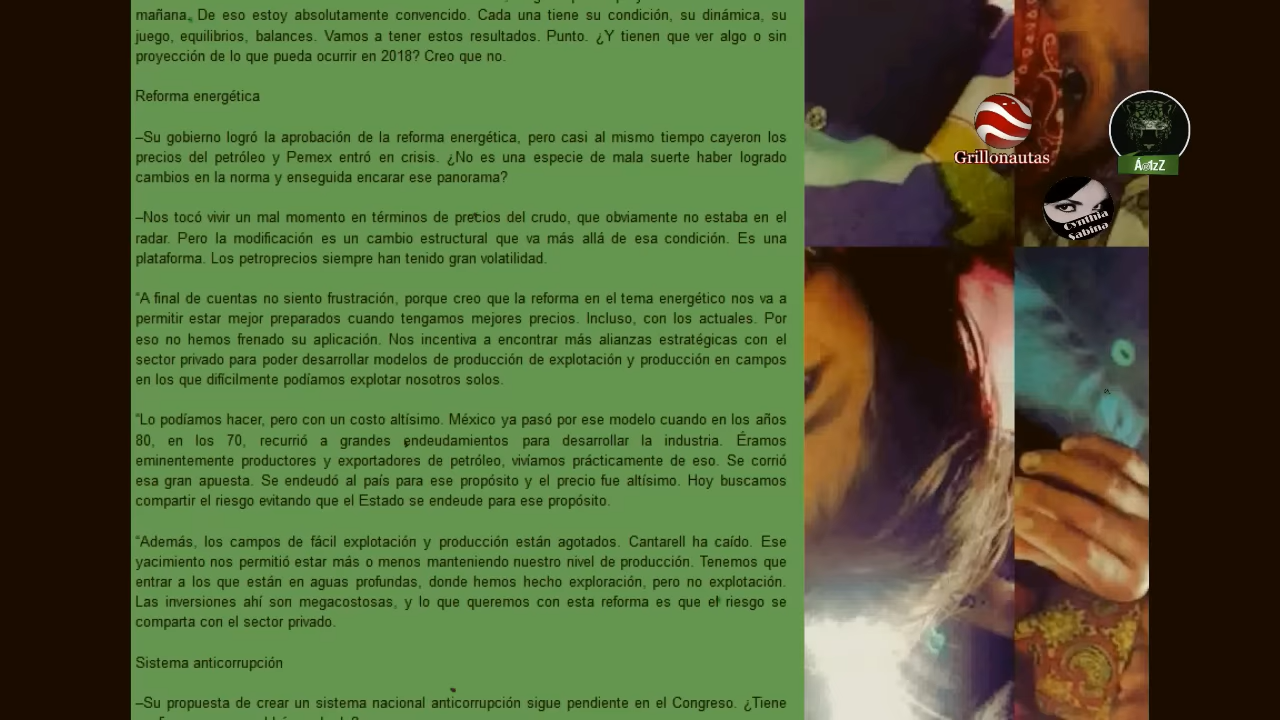 mañana. De eso estoy absolutamente convencido. Cada una tiene su condición, su dinámica, su
juego, equilibrios, balances. Vamos a tener estos resultados. Punto. ¿Y tienen que ver algo o sin
proyección de lo que pueda ocurrir en 2018? Creo que no.
Reforma energética
–Su gobierno logró la aprobación de la reforma energética, pero casi al mismo tiempo cayeron los
precios del petróleo y Pemex entró en crisis. ¿No es una especie de mala suerte haber logrado
cambios en la norma y enseguida encarar ese panorama?
–Nos tocó vivir un mal momento en términos de precios del crudo, que obviamente no estaba en el
radar. Pero la modificación es un cambio estructural que va más allá de esa condición. Es una
plataforma. Los petroprecios siempre han tenido gran volatilidad.
“A final de cuentas no siento frustración, porque creo que la reforma en el tema energético nos va a
permitir estar mejor preparados cuando tengamos mejores precios. Incluso, con los actuales. Por
eso no hemos frenado su aplicación. Nos incentiva a encontrar más alianzas estratégicas con el
sector privado para poder desarrollar modelos de producción de explotación y producción en campos
en los que difícilmente podíamos explotar nosotros solos.
“Lo podíamos hacer, pero con un costo altísimo. México ya pasó por ese modelo cuando en los años
80, en los 70, recurrió a grandes endeudamientos para desarrollar la industria. Éramos
eminentemente productores y exportadores de petróleo, vivíamos prácticamente de eso. Se corrió
esa gran apuesta. Se endeudó al país para ese propósito y el precio fue altísimo. Hoy buscamos
compartir el riesgo evitando que el Estado se endeude para ese propósito.
“Además, los campos de fácil explotación y producción están agotados. Cantarell ha caído. Ese
yacimiento nos permitió estar más o menos manteniendo nuestro nivel de producción. Tenemos que
entrar a los que están en aguas profundas, donde hemos hecho exploración, pero no explotación.
Las inversiones ahí son megacostosas, y lo que queremos con esta reforma es que el riesgo se
comparta con el sector privado.
Sistema anticorrupción
–Su propuesta de crear un sistema nacional anticorrupción sigue pendiente en el Congreso. ¿Tiene
Grillonautas
Cynthia
Sabina